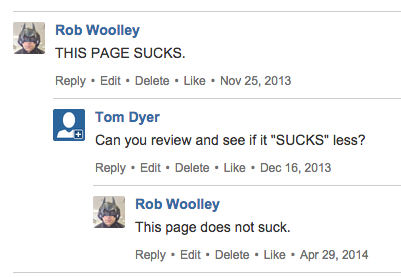 Rob Woolley
THIS PAGE SUCKS.
Reply • Edit • Delete • Like • Nov 25, 2013
Tom Dyer
Can you review and see if it "SUCKS" less?
Reply • Edit • Delete • Like • Dec 16, 2013
Rob Woolley
This page does not suck.
Reply • Edit • Delete • Like • Apr 29, 2014